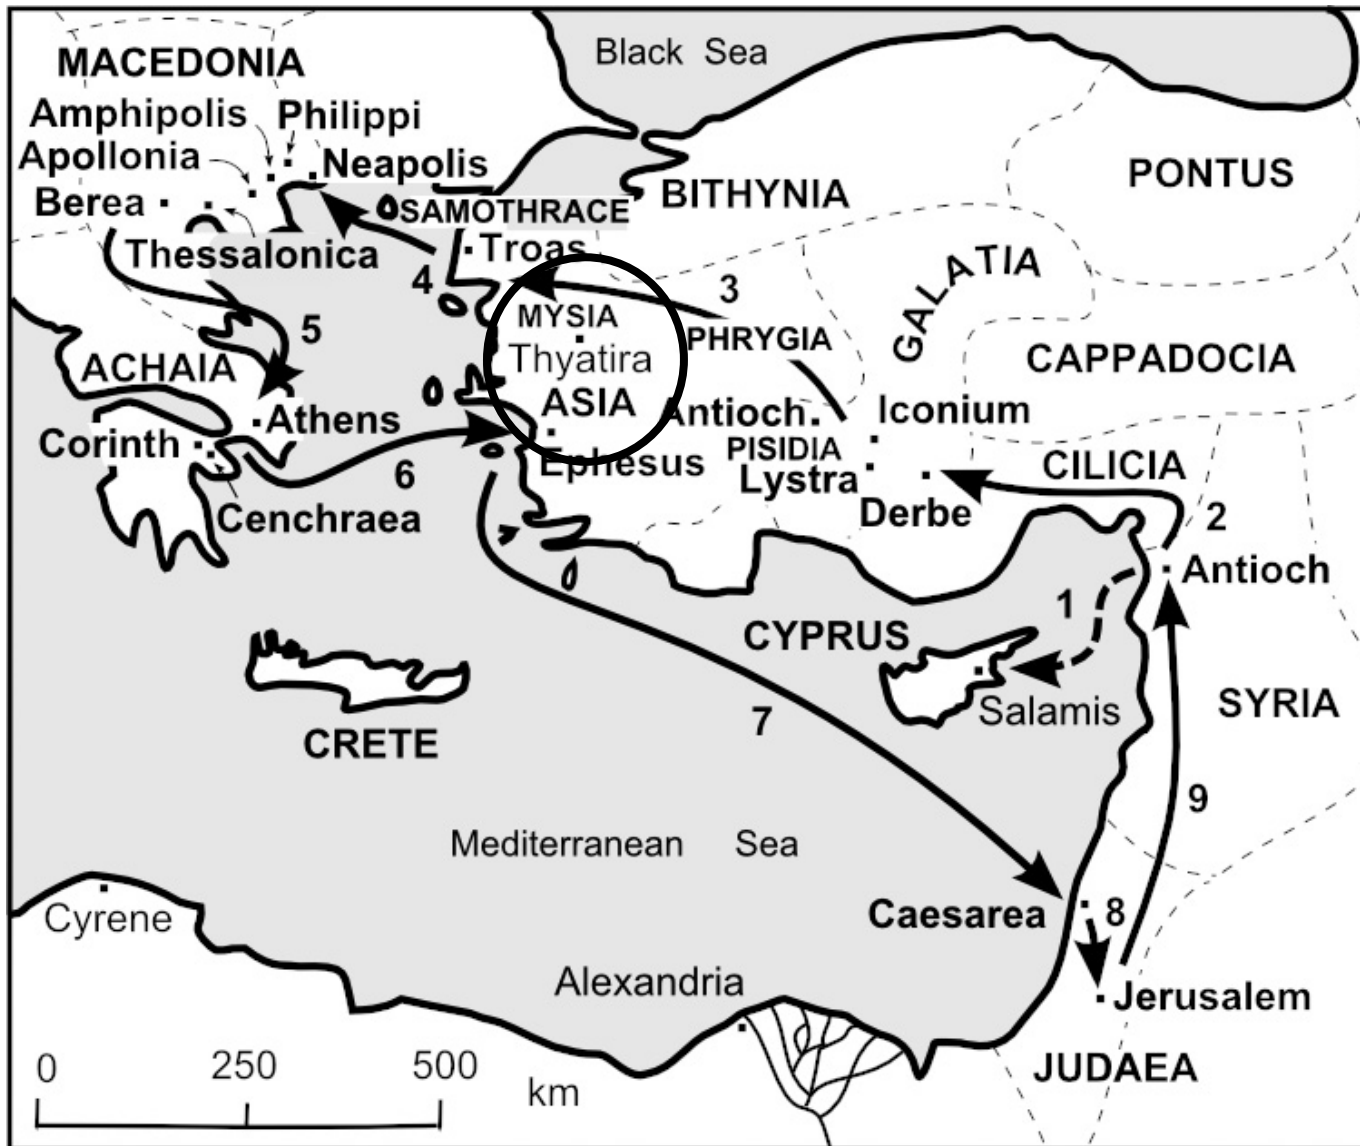 Black Sea
MACEDONIA
Amphipolis
Philippi
Apollonia
Neapolis
Berea
SAMOTHRACE
BITHYNIA
PONTUS
Thessalonica
Troas
GALATIA
4
3
MYSIA
5
PHRYGIA
Thyatira
CAPPADOCIA
ACHAIA
ASIA
Athens
Antioch
Iconium
Corinth
PISIDIA
Ephesus
6
Lystra
CILICIA
Cenchraea
Derbe
2
Antioch
1
CYPRUS
Salamis
SYRIA
CRETE
7
9
Mediterranean Sea
Caesarea
8
Cyrene
Alexandria
Jerusalem
JUDAEA
0 250 500
km